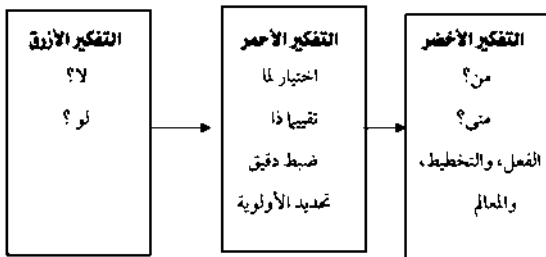 التفكير الأزرق
لا؟
لو ؟
التفكير الأحمر
اختيار لما
تقييها ذا
ضبط دقيق
تحديد الأولوية
التفكير الأخضر
من؟
متى؟
الفعل، والتخطيط،
والمعالم